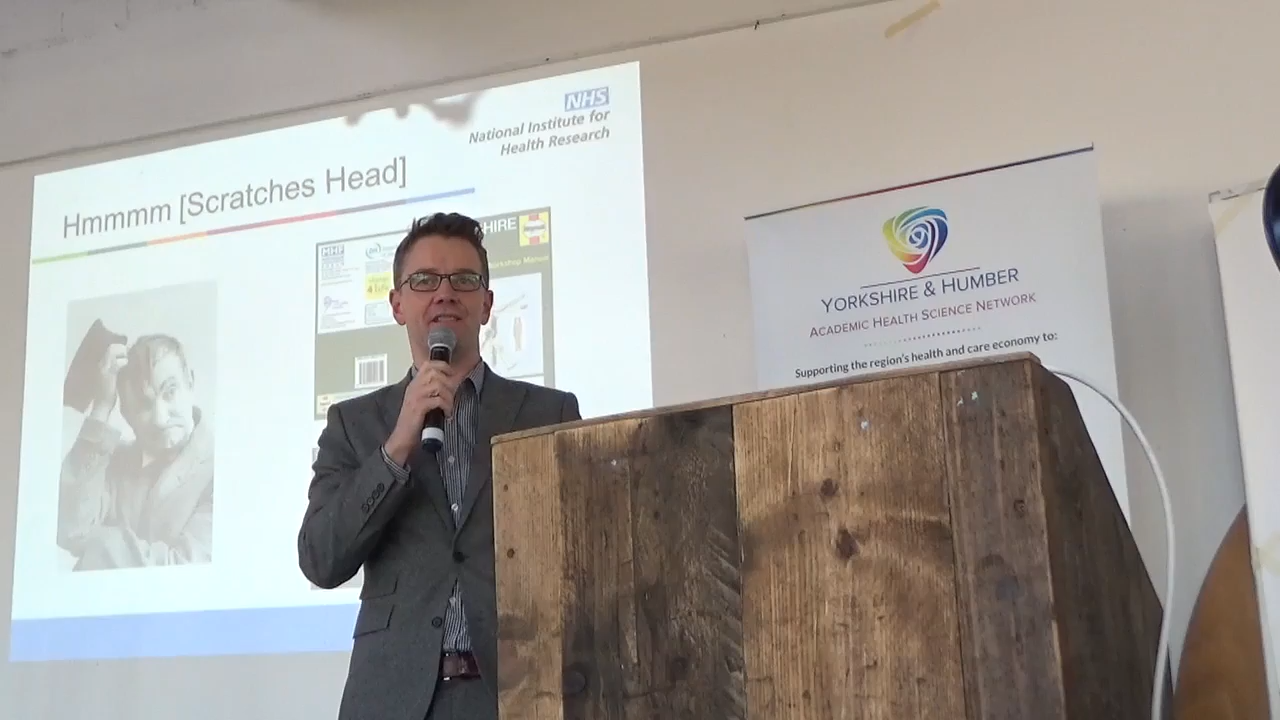 NHS
National Institute for
Health Research
Hmmmm [Scratches Head]
HIRE
Workshop Manual
YORKSHIRE & HUMBER
ACADEMIC HEALTH SCIENCE NETWORK
Supporting the region's health and care economy to: